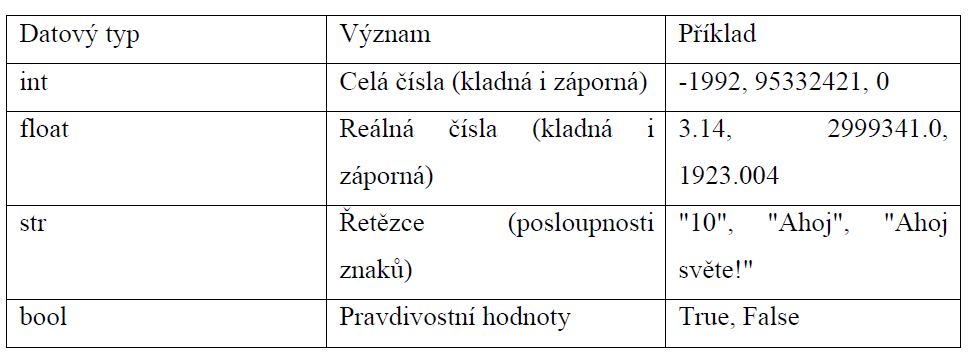 Datový typ Význam Příklad
int Celá čísla (kladná i záporná) -1992, 95332421, 0
float Reálná čísla (kladná i 3.14, 2999341.0,
záporná) 1923.004
str Řetězce (posloupnosti "10", "Ahoj", "Ahoj
znaků) světe!"
bool Pravdivostní hodnoty True, False